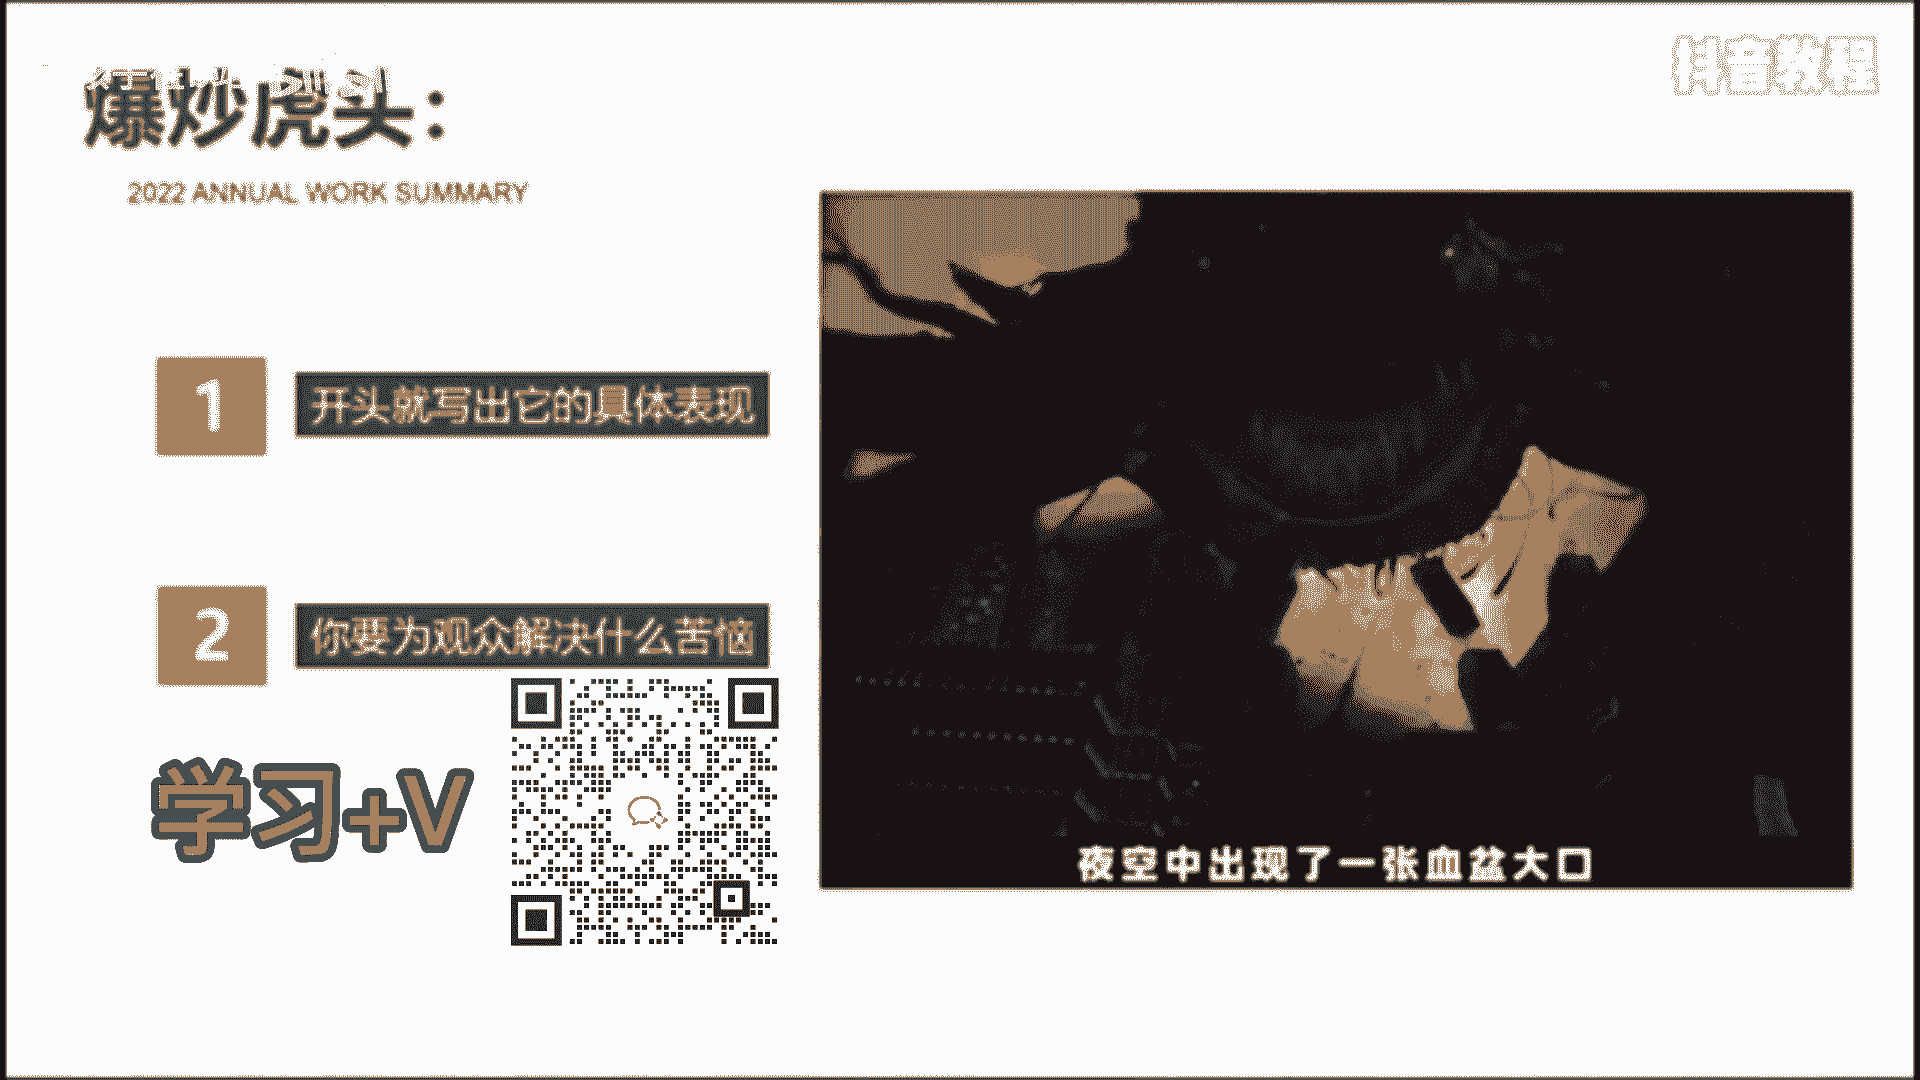 爆炒虎头：
抖音教程
2022 ANNUAL WORK SUMMARY
1
开头就写出它的具体表现
2
你要为观众解决什么苦恼
学习+V
夜空中出现了一张血盆大口